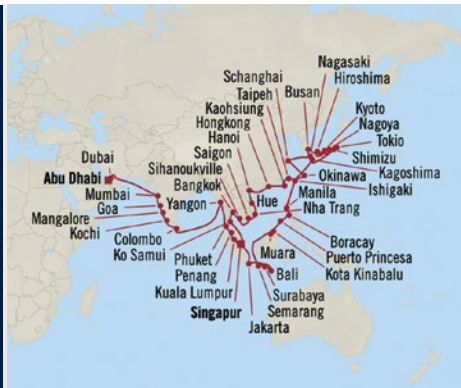 Nagasaki
Schanghai
Hiroshima
Taipeh
Busan
Kaohsiung
Kyoto
Hongkong
Nagoya
Hanoi
Tokio
Dubai
Saigon
Shimizu
Sihanoukville
Kagoshima
Abu Dhabi
Okinawa
Bangkok
Ishigaki
Mumbai
Yangon
Hue
Manila
Goa
Nha Trang
Mangalore
Kochi
Colombo
Boracay
Ko Samui
Muara
Puerto Princesa
Phuket
Bali
Kota Kinabalu
Penang
Kuala Lumpur
Surabaya
Singapur
Semarang
Jakarta